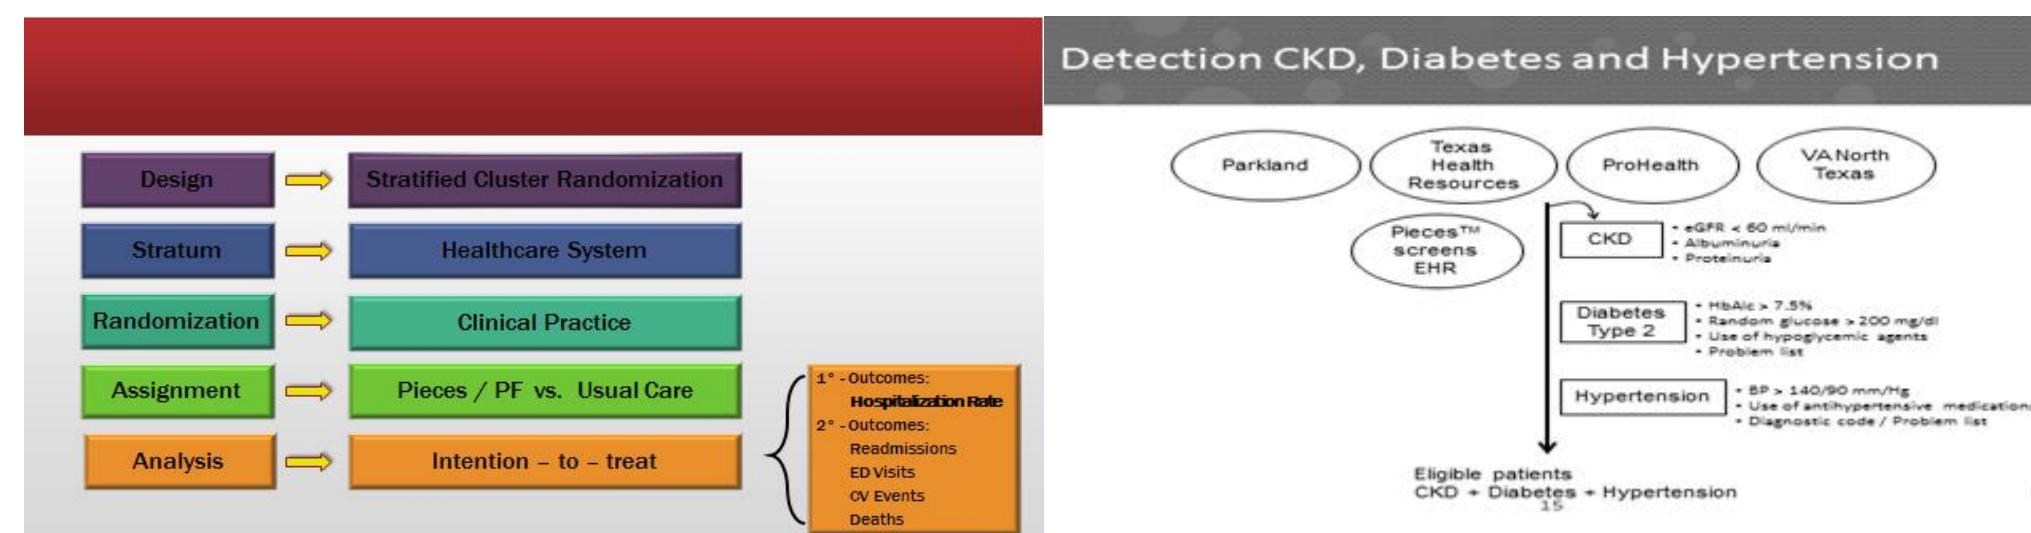 Design
Stratified Cluster Randomization
Stratum
Healthcare System
Randomization
Clinical Practice
Assignment
Pieces / PF vs. Usual Care
Analysis
Intention – to – treat
1° - Outcomes:
Hospitalization Rate
2° - Outcomes:
Readmissions
ED Visits
CV Events
Deaths
Detection CKD, Diabetes and Hypertension
Parkland
Texas
Health
Resources
ProHealth
VA North
Texas
Pieces™
screens
EHR
CKD
• eGFR < 60 ml/min
• Albuminuria
• Proteinuria
Diabetes
Type 2
• HbAlc > 7.5%
• Random glucose > 200 mg/dl
• Use of hypoglycemic agents
• Problem list
Hypertension
• BP > 140/90 mm/Hg
• Use of antihypertensive medications
• Diagnostic code / Problem list
Eligible patients
CKD + Diabetes + Hypertension
15